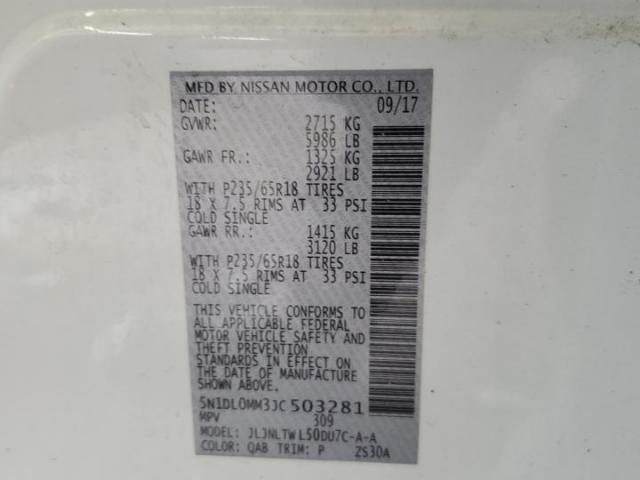 MFD BY NISSAN MOTOR CO., LTD.
DATE: 09/17
GVWR: 2715 KG
5986 LB
GAWR FR.: 1325 KG
2921 LB
WITH P235/65R18 TIRES
18 X 7.5 RIMS AT 33 PSI
COLD SINGLE
GAWR RR.: 1415 KG
3120 LB
WITH P235/65R18 TIRES
18 X 7.5 RIMS AT 33 PSI
COLD SINGLE
THIS VEHICLE CONFORMS TO
ALL APPLICABLE FEDERAL
MOTOR VEHICLE SAFETY AND
THEFT PREVENTION
STANDARDS IN EFFECT ON
THE DATE OF MANUFACTURE
SHOWN ABOVE.
5N1DL0MM3JC503281
MPV 309
MODEL: JLJNLTWL50DU7C-A-A
COLOR: QAB TRIM: P ZS30A